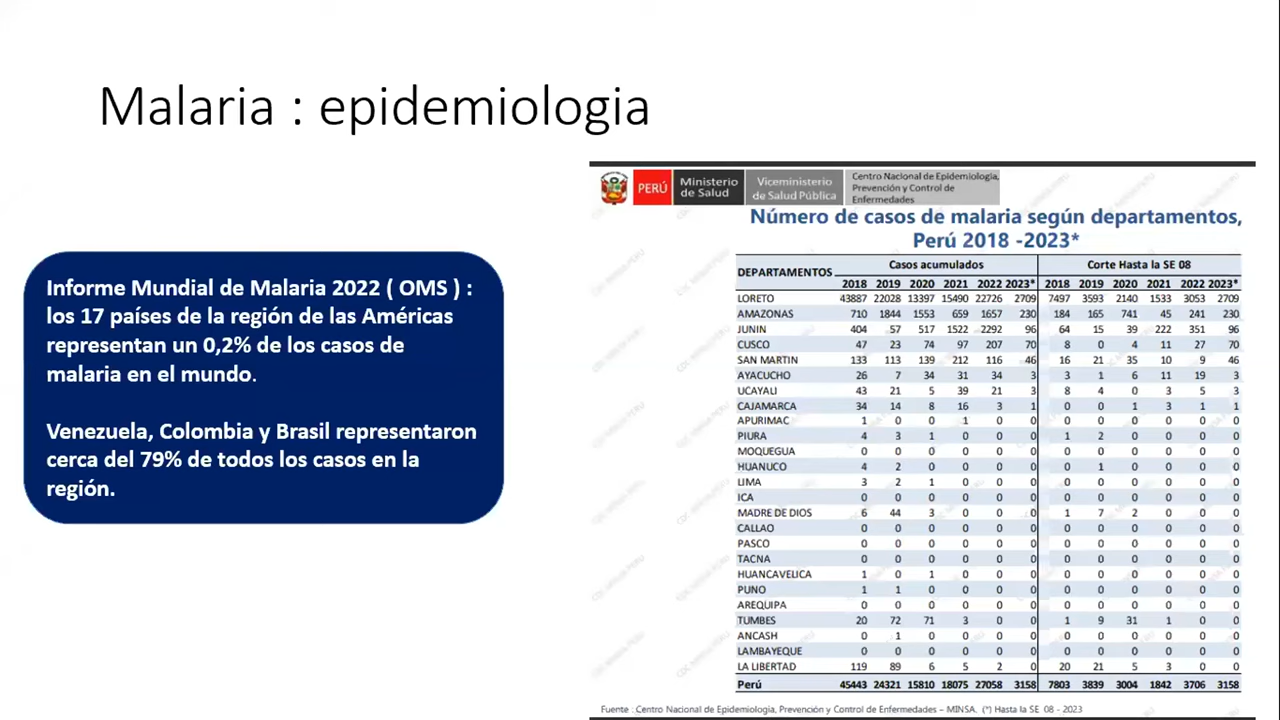 Malaria : epidemiologia
Informe Mundial de Malaria 2022 ( OMS ) :
los 17 países de la región de las Américas
representan un 0,2% de los casos de
malaria en el mundo.
Venezuela, Colombia y Brasil representaron
cerca del 79% de todos los casos en la
región.
PERÚ
Ministerio
de Salud
Viceministerio
de Salud Pública
Centro Nacional de Epidemiología,
Prevención y Control de
Enfermedades
Número de casos de malaria según departamentos,
Perú 2018 -2023*
DEPARTAMENTOS Casos acumulados Corte Hasta la SE 08
2018 2019 2020 2021 2022 2023* 2018 2019 2020 2021 2022 2023*
LORETO 43887 22028 13397 15490 22726 2709 7497 3593 2140 1533 3053 2709
AMAZONAS 710 1844 1553 659 1657 230 184 165 741 45 241 230
JUNIN 404 57 517 1522 2292 96 64 15 39 222 351 96
CUSCO 47 23 74 97 207 70 8 0 4 11 27 70
SAN MARTIN 133 113 139 212 116 46 16 21 35 10 9 46
AYACUCHO 26 7 34 31 34 3 3 1 6 11 19 3
UCAYALI 43 21 5 39 21 3 8 4 0 3 5 3
CAJAMARCA 34 14 8 16 3 1 0 0 1 3 1 1
APURIMAC 1 0 0 1 0 0 0 0 0 0 0 0
PIURA 4 3 1 0 0 0 1 2 0 0 0 0
MOQUEGUA 0 0 0 0 0 0 0 0 0 0 0 0
HUANUCO 4 2 0 0 0 0 0 1 0 0 0 0
LIMA 3 2 1 0 0 0 0 0 0 0 0 0
ICA 0 0 0 0 0 0 0 0 0 0 0 0
MADRE DE DIOS 6 44 3 0 0 0 1 7 2 0 0 0
CALLAO 0 0 0 0 0 0 0 0 0 0 0 0
PASCO 0 0 0 0 0 0 0 0 0 0 0 0
TACNA 0 0 0 0 0 0 0 0 0 0 0 0
HUANCAVELICA 1 0 1 0 0 0 0 0 0 0 0 0
PUNO 1 1 0 0 0 0 0 0 0 0 0 0
AREQUIPA 0 0 0 0 0 0 0 0 0 0 0 0
TUMBES 20 72 71 3 0 0 1 9 31 1 0 0
ANCASH 0 1 0 0 0 0 0 0 0 0 0 0
LAMBAYEQUE 0 0 0 0 0 0 0 0 0 0 0 0
LA LIBERTAD 119 89 6 5 2 0 20 21 5 3 0 0
Perú 45443 24321 15810 18075 27058 3158 7803 3839 3004 1842 3706 3158
Fuente : Centro Nacional de Epidemiología, Prevención y Control de Enfermedades – MINSA. (*) Hasta la SE 08 - 2023